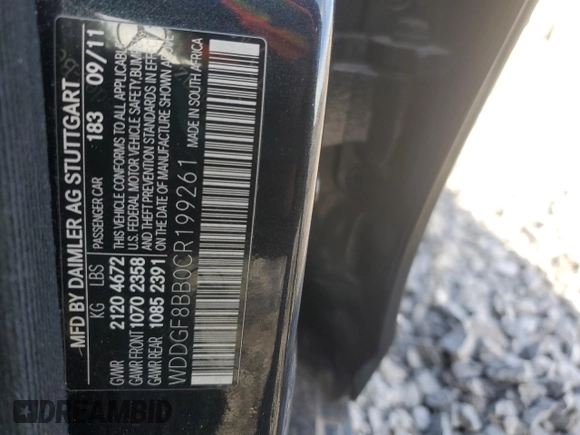 MFD BY DAIMLER AG STUTTGART
KG LBS PASSENGER CAR 183 09/11
GVWR 2120 4672
GAWR FRONT 1070 2358
GAWR REAR 1085 2391
THIS VEHICLE CONFORMS TO ALL APPLICABLE
U.S. FEDERAL MOTOR VEHICLE SAFETY, BUMPER
AND THEFT PREVENTION STANDARDS IN EFFECT
ON THE DATE OF MANUFACTURE SHOWN ABOVE
WDDGF8BB0CR199261
MADE IN SOUTH AFRICA
DREAMBID